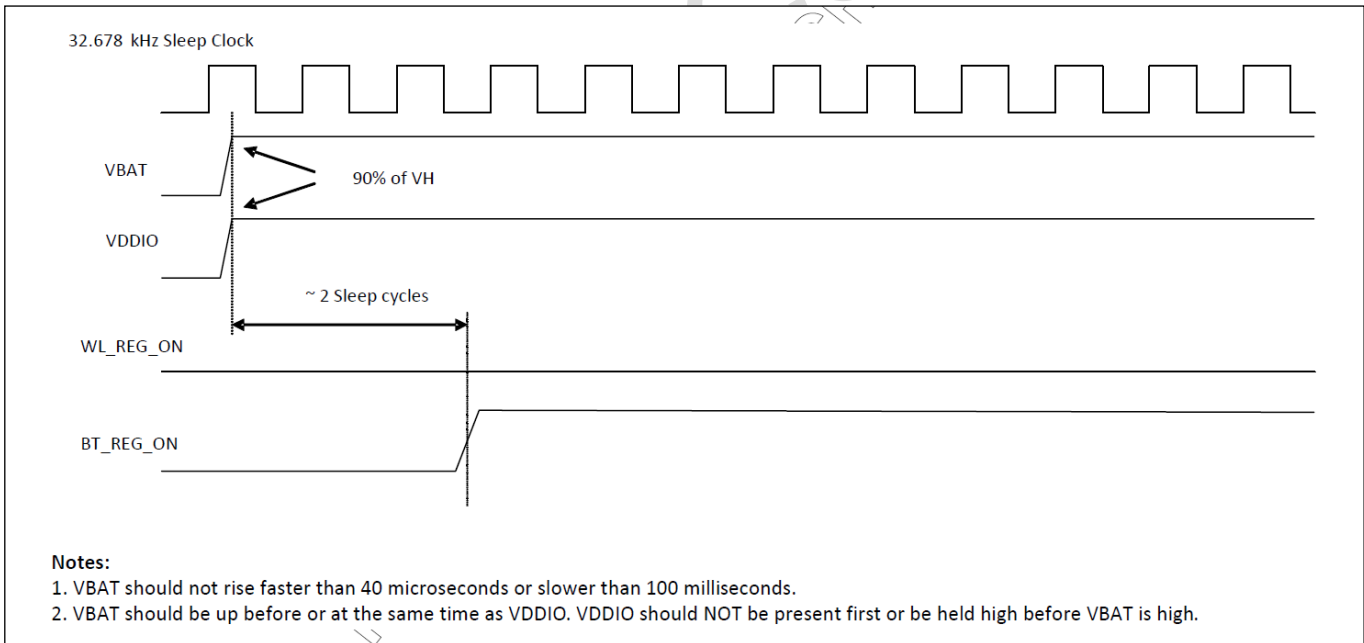 32.678 kHz Sleep Clock
VBAT
90% of VH
VDDIO
~ 2 Sleep cycles
WL_REG_ON
BT_REG_ON
Notes:
1. VBAT should not rise faster than 40 microseconds or slower than 100 milliseconds.
2. VBAT should be up before or at the same time as VDDIO. VDDIO should NOT be present first or be held high before VBAT is high.